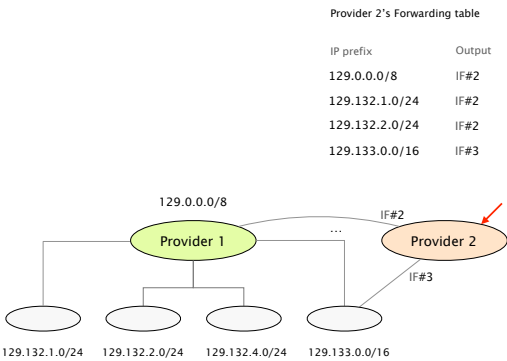 Provider 2's Forwarding table
IP prefix Output
129.0.0.0/8 IF#2
129.132.1.0/24 IF#2
129.132.2.0/24 IF#2
129.133.0.0/16 IF#3
129.0.0.0/8
IF#2
...
Provider 1 Provider 2
IF#3
129.132.1.0/24 129.132.2.0/24 129.132.4.0/24 129.133.0.0/16